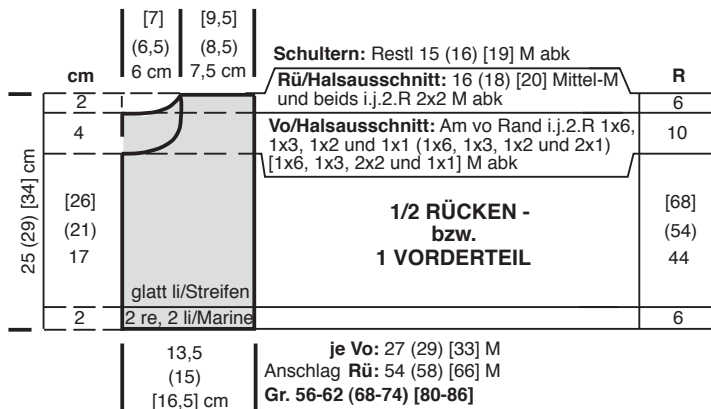 [7] [9,5]
(6,5) (8,5)
6 cm 7,5 cm
Schultern: Restl 15 (16) [19] M abk
cm R
Rü/Halsausschnitt: 16 (18) [20] Mittel-M
und beids i.j.2.R 2x2 M abk
2 6
Vo/Halsausschnitt: Am vo Rand i.j.2.R 1x6,
1x3, 1x2 und 1x1 (1x6, 1x3, 1x2 und 2x1)
[1x6, 1x3, 2x2 und 1x1] M abk
4 10
25 (29) [34] cm
[26] [68]
(21) (54)
17 44
1/2 RÜCKEN -
bzw.
1 VORDERTEIL
glatt li/Streifen
2 2 re, 2 li/Marine 6
13,5
(15)
[16,5] cm
je Vo: 27 (29) [33] M
Anschlag Rü: 54 (58) [66] M
Gr. 56-62 (68-74) [80-86]